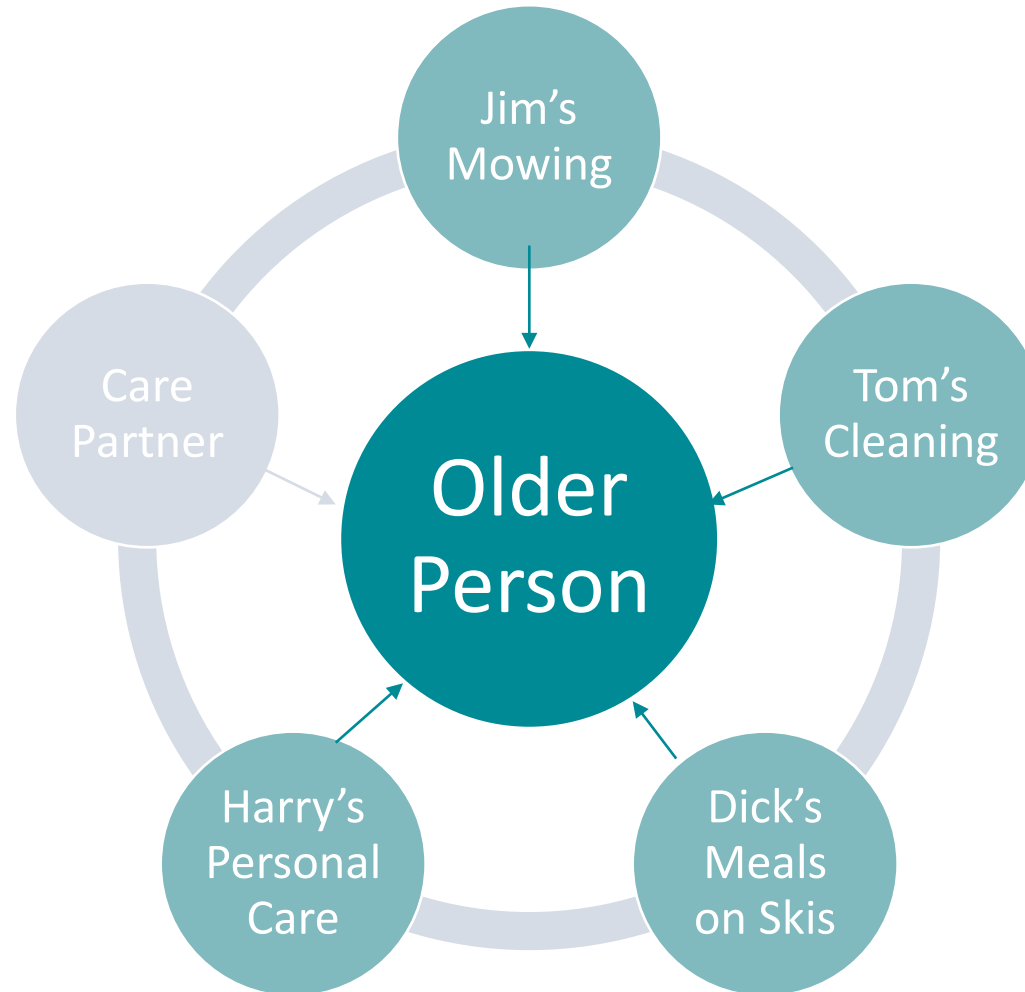 Jim’s
Mowing
Care
Partner
Tom’s
Cleaning
Older
Person
Harry’s
Personal
Care
Dick’s
Meals
on Skis